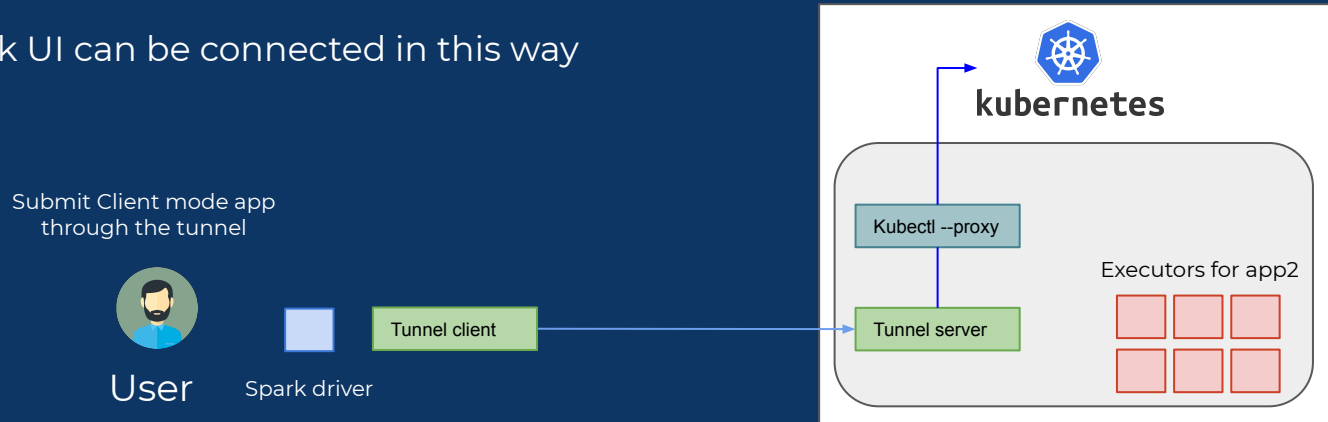 k UI can be connected in this way
kubernetes
Submit Client mode app
through the tunnel
Kubectl --proxy
Executors for app2
Tunnel client
Tunnel server
User
Spark driver